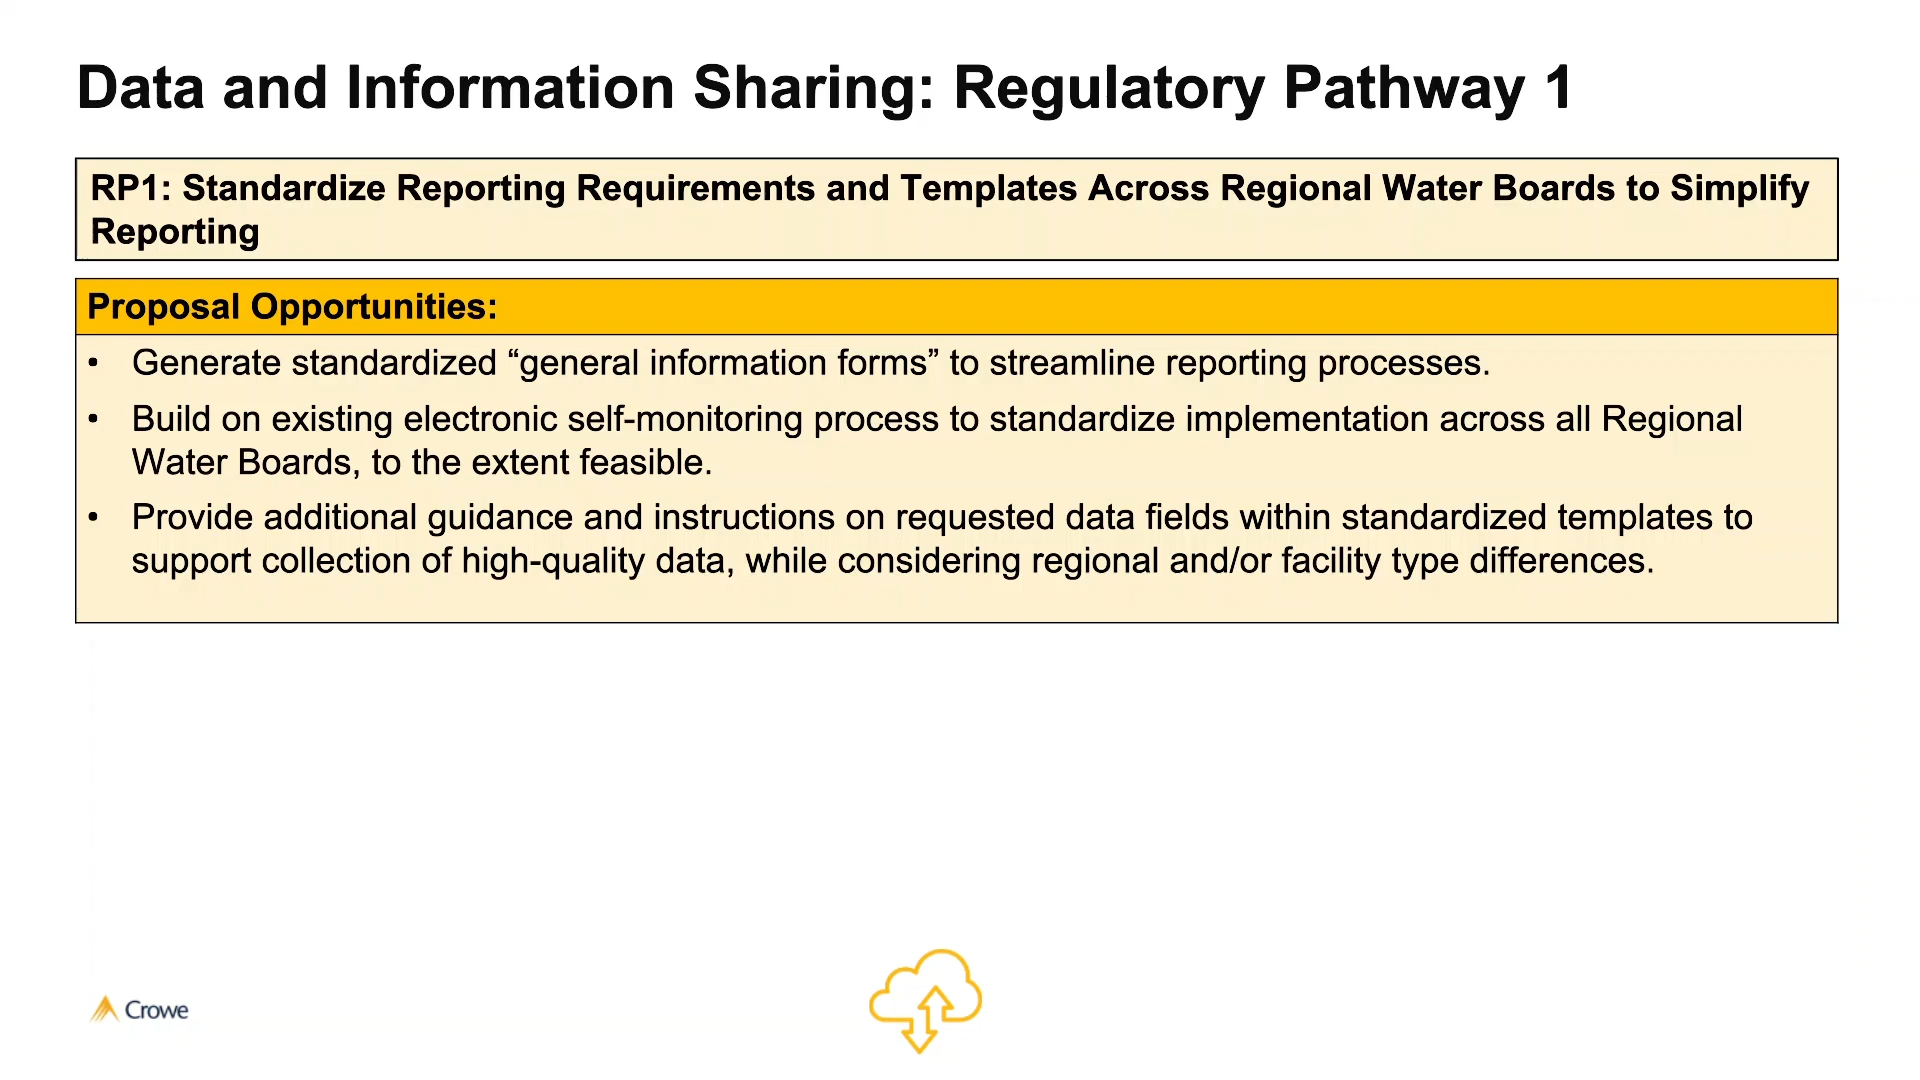 Data and Information Sharing: Regulatory Pathway 1
RP1: Standardize Reporting Requirements and Templates Across Regional Water Boards to Simplify
Reporting
Proposal Opportunities:
• Generate standardized “general information forms” to streamline reporting processes.
• Build on existing electronic self-monitoring process to standardize implementation across all Regional
Water Boards, to the extent feasible.
• Provide additional guidance and instructions on requested data fields within standardized templates to
support collection of high-quality data, while considering regional and/or facility type differences.
Crowe